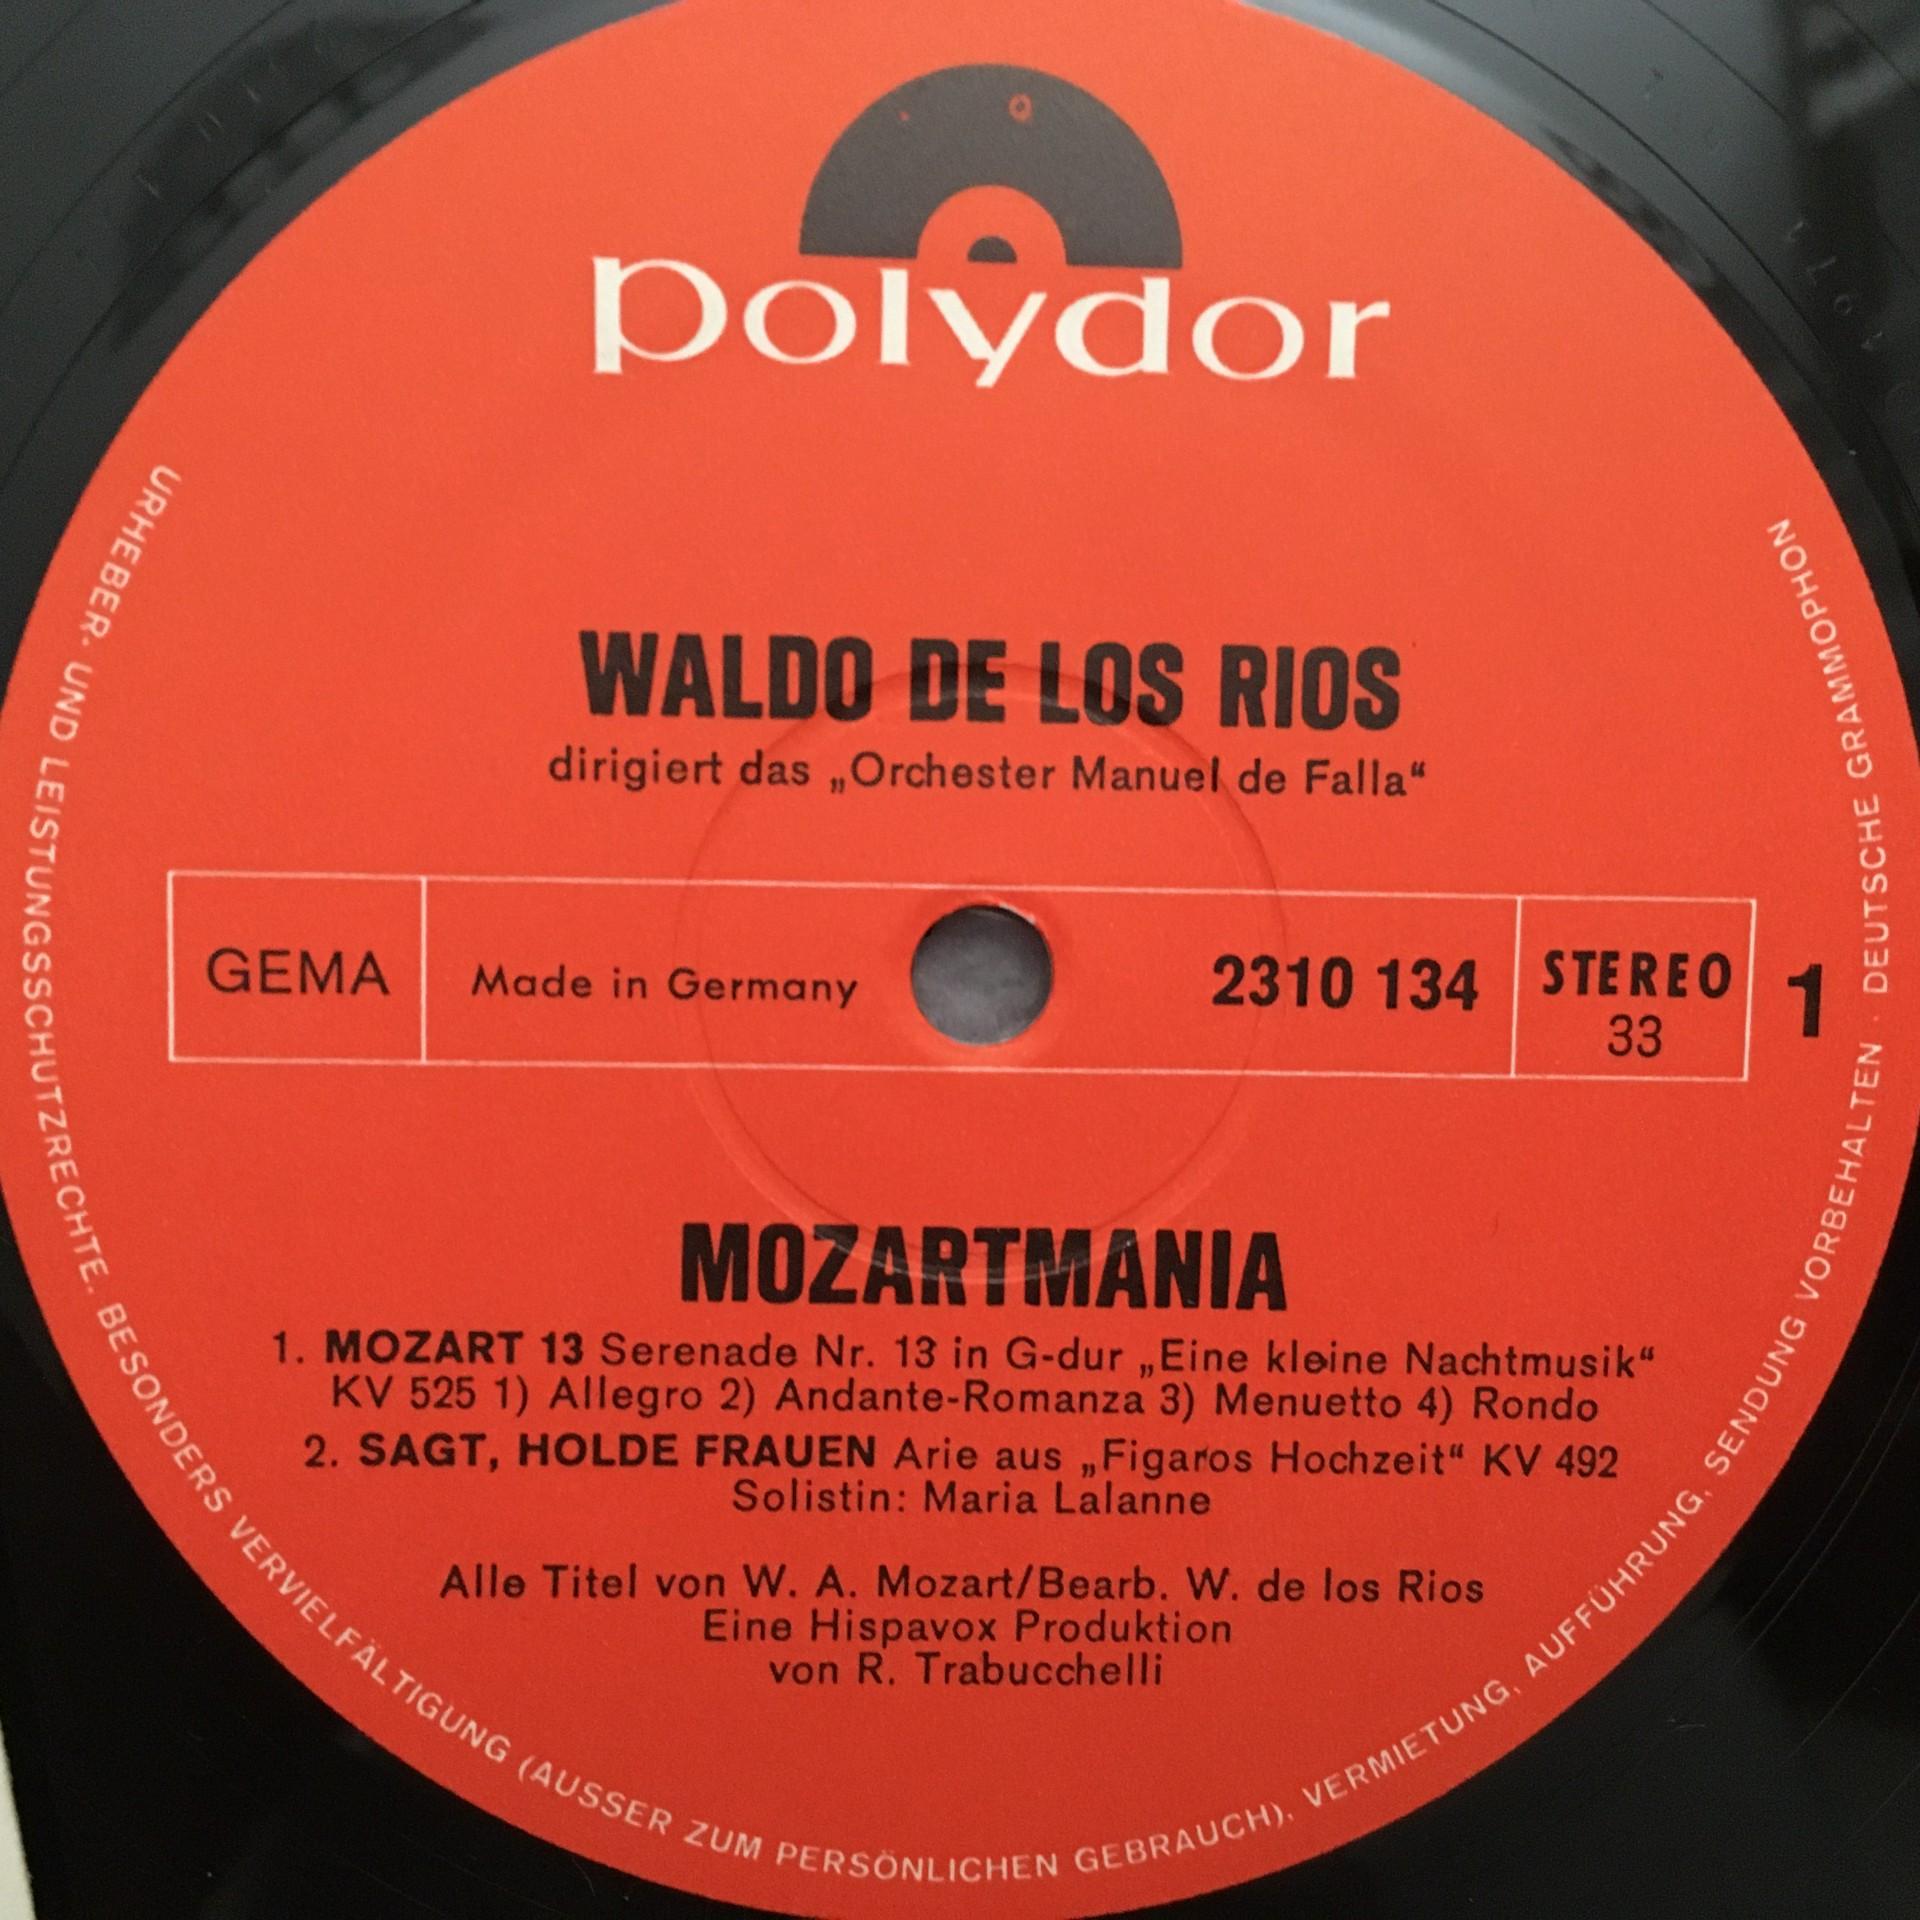 polydor
WALDO DE LOS RIOS
dirigiert das „Orchester Manuel de Falla“
GEMA
Made in Germany
2310 134
STEREO
33
1
MOZARTMANIA
1. MOZART 13 Serenade Nr. 13 in G-dur „Eine kleine Nachtmusik“
KV 525 1) Allegro 2) Andante-Romanza 3) Menuetto 4) Rondo
2. SAGT, HOLDE FRAUEN Arie aus „Figaros Hochzeit“ KV 492
Solistin: Maria Lalanne
Alle Titel von W. A. Mozart/Bearb. W. de los Rios
Eine Hispavox Produktion
von R. Trabucchelli
URHEBER- UND LEISTUNGSSCHUTZRECHTE. BESONDERS VERVIELFÄLTIGUNG (AUSSER ZUM PERSÖNLICHEN GEBRAUCH), VERMIETUNG, AUFFÜHRUNG, SENDUNG VORBEHALTEN . DEUTSCHE GRAMMOPHON